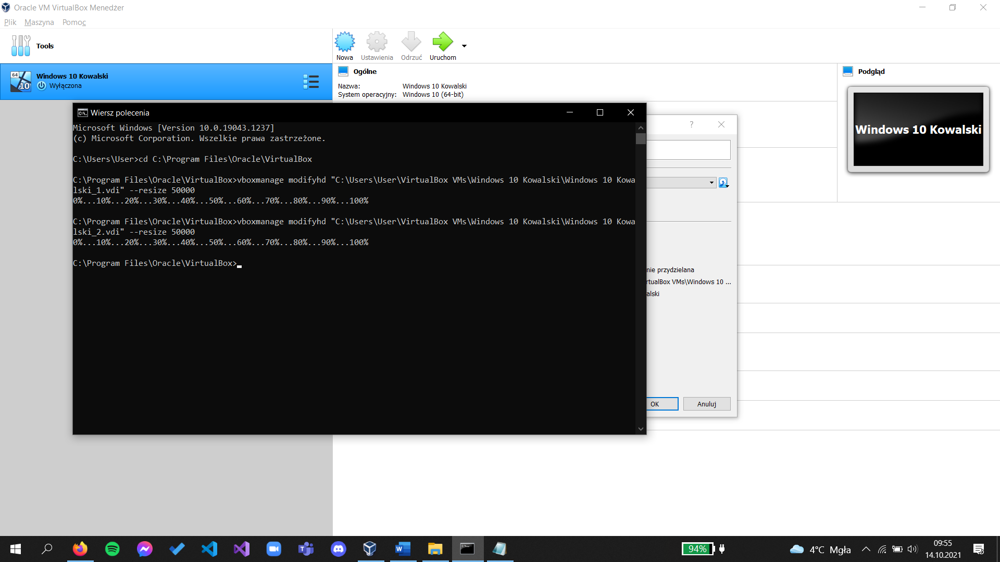 Oracle VM VirtualBox Menedżer
Plik Maszyna Pomoc
Tools
Nowa Ustawienia Odrzuć Uruchom
64
10
Windows 10 Kowalski
Wyłączona
Ogólne
Nazwa: Windows 10 Kowalski
System operacyjny: Windows 10 (64-bit)
Podgląd
Windows 10 Kowalski
Wiersz polecenia
Microsoft Windows [Version 10.0.19043.1237]
(c) Microsoft Corporation. Wszelkie prawa zastrzeżone.
C:\Users\User>cd C:\Program Files\Oracle\VirtualBox
C:\Program Files\Oracle\VirtualBox>vboxmanage modifyhd "C:\Users\User\VirtualBox VMs\Windows 10 Kowalski\Windows 10 Kowa
lski_1.vdi" --resize 50000
0%...10%...20%...30%...40%...50%...60%...70%...80%...90%...100%
C:\Program Files\Oracle\VirtualBox>vboxmanage modifyhd "C:\Users\User\VirtualBox VMs\Windows 10 Kowalski\Windows 10 Kowa
lski_2.vdi" --resize 50000
0%...10%...20%...30%...40%...50%...60%...70%...80%...90%...100%
C:\Program Files\Oracle\VirtualBox>
?
nie przydzielana
rtualBox VMs\Windows 10 ...
alski
OK Anuluj
94%
4°C Mgła
09:55
14.10.2021